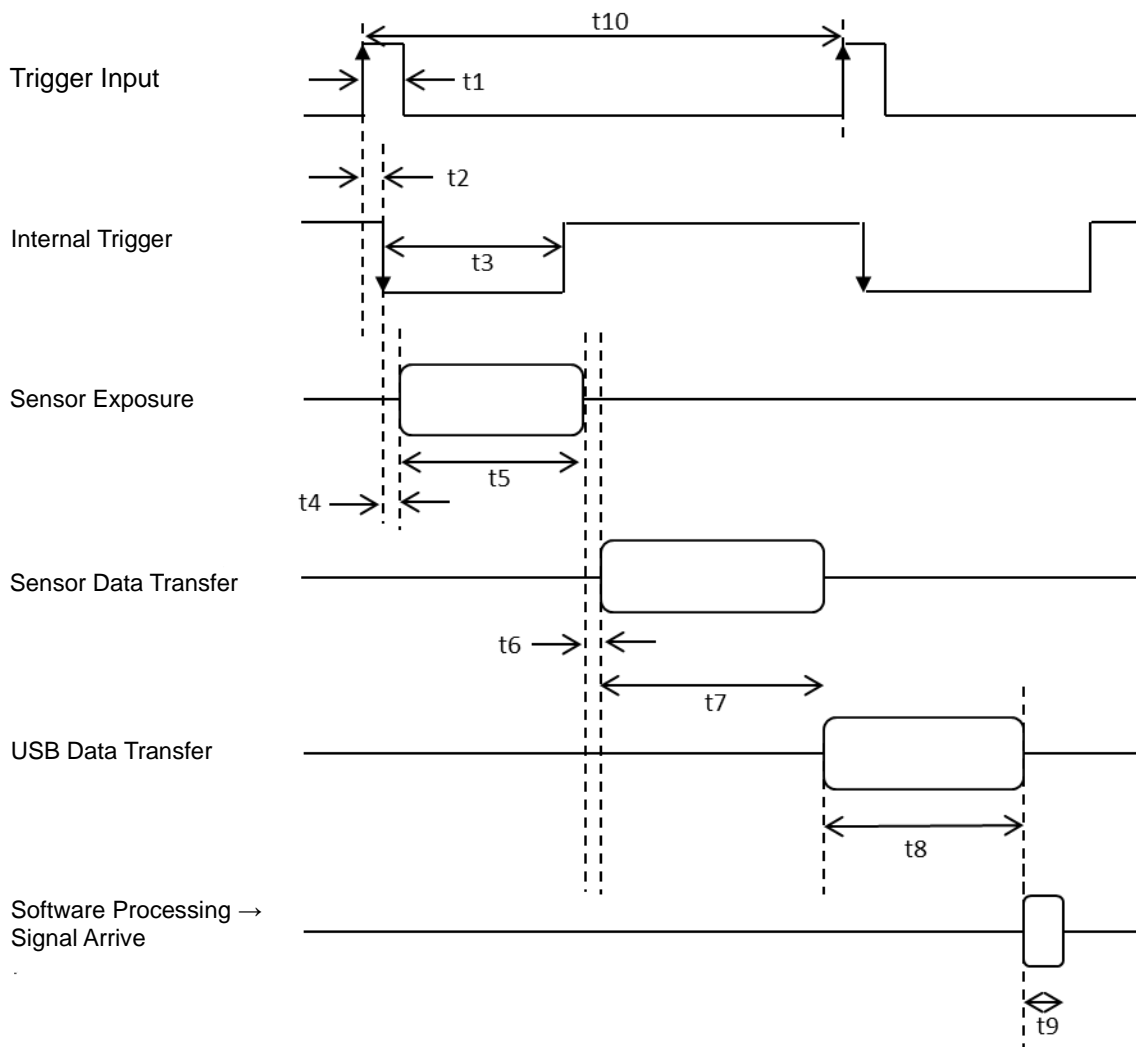 t10
Trigger Input
t1
t2
Internal Trigger
t3
Sensor Exposure
t5
t4
Sensor Data Transfer
t6
t7
USB Data Transfer
t8
Software Processing →
Signal Arrive
.
t9